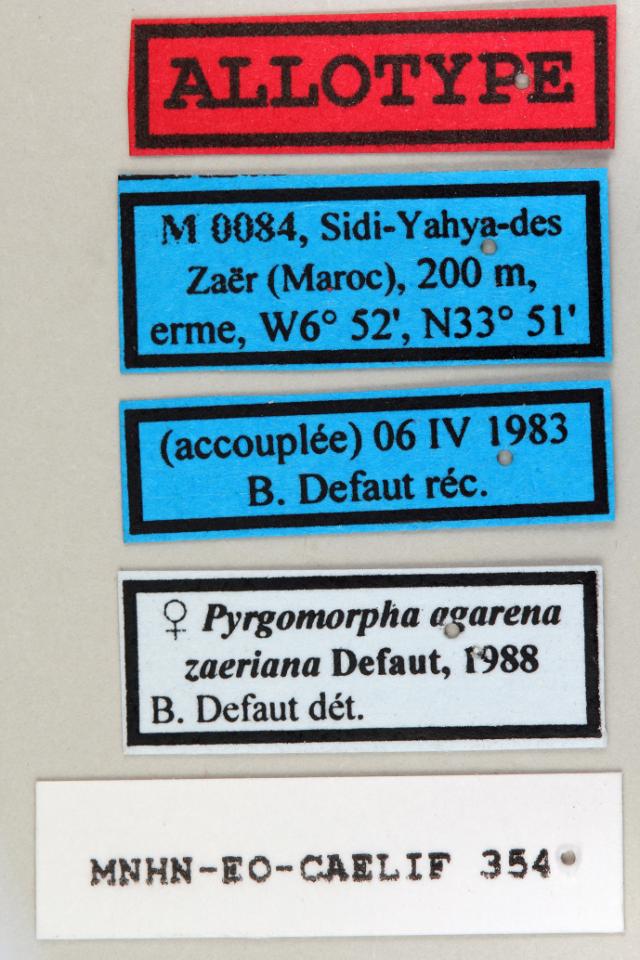 ALLOTYPE
M 0084, Sidi-Yahya-des
Zaër (Maroc), 200 m,
erme, W6° 52', N33° 51'
(accouplée) 06 IV 1983
B. Defaut réc.
♀ Pyrgomorpha agarena
zaeriana Defaut, 1988
B. Defaut dét.
MNHN-EO-CAELIF 354